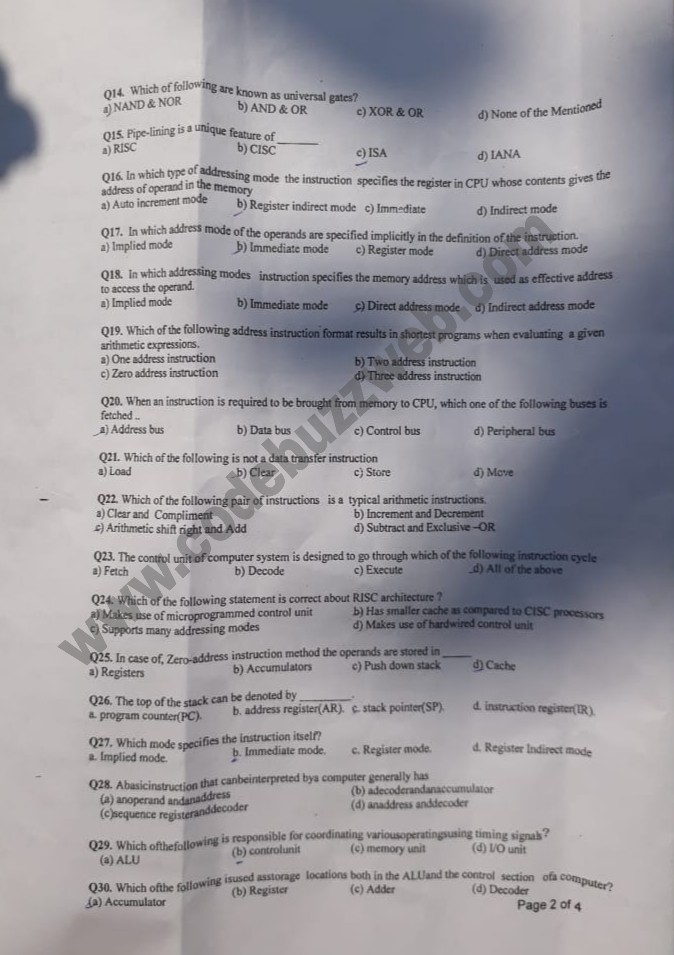 Q14. Which of following are known as universal gates?
a) NAND & NOR b) AND & OR c) XOR & OR d) None of the Mentioned
Q15. Pipe-lining is a unique feature of ______
a) RISC b) CISC c) ISA d) IANA
Q16. In which type of addressing mode the instruction specifies the register in CPU whose contents gives the
address of operand in the memory
a) Auto increment mode b) Register indirect mode c) Immediate d) Indirect mode
Q17. In which address mode of the operands are specified implicitly in the definition of the instruction.
a) Implied mode b) Immediate mode c) Register mode d) Direct address mode
Q18. In which addressing modes instruction specifies the memory address which is used as effective address
to access the operand.
a) Implied mode b) Immediate mode c) Direct address mode d) Indirect address mode
Q19. Which of the following address instruction format results in shortest programs when evaluating a given
arithmetic expressions.
a) One address instruction b) Two address instruction
c) Zero address instruction d) Three address instruction
Q20. When an instruction is required to be brought from memory to CPU, which one of the following buses is
fetched ..
a) Address bus b) Data bus c) Control bus d) Peripheral bus
Q21. Which of the following is not a data transfer instruction
a) Load b) Clear c) Store d) Move
Q22. Which of the following pair of instructions is a typical arithmetic instructions.
a) Clear and Compliment b) Increment and Decrement
c) Arithmetic shift right and Add d) Subtract and Exclusive –OR
Q23. The control unit of computer system is designed to go through which of the following instruction cycle
a) Fetch b) Decode c) Execute d) All of the above
Q24. Which of the following statement is correct about RISC architecture ?
a) Makes use of microprogrammed control unit b) Has smaller cache as compared to CISC processors
c) Supports many addressing modes d) Makes use of hardwired control unit
Q25. In case of, Zero-address instruction method the operands are stored in _____
a) Registers b) Accumulators c) Push down stack d) Cache
Q26. The top of the stack can be denoted by _________.
a. program counter(PC). b. address register(AR). c. stack pointer(SP). d. instruction register(IR).
Q27. Which mode specifies the instruction itself?
a. Implied mode. b. Immediate mode. c. Register mode. d. Register Indirect mode
Q28. Abasicinstruction that canbeinterpreted bya computer generally has
(a) anoperand andanaddress (b) adecoderandanaccumulator
(c)sequence registeranddecoder (d) anaddress anddecoder
Q29. Which ofthefollowing is responsible for coordinating variousoperatingsusing timing signals?
(a) ALU (b) controlunit (c) memory unit (d) I/O unit
Q30. Which ofthe following isused asstorage locations both in the ALUand the control section ofa computer?
(a) Accumulator (b) Register (c) Adder (d) Decoder
Page 2 of 4
www.codebuzzweb.com